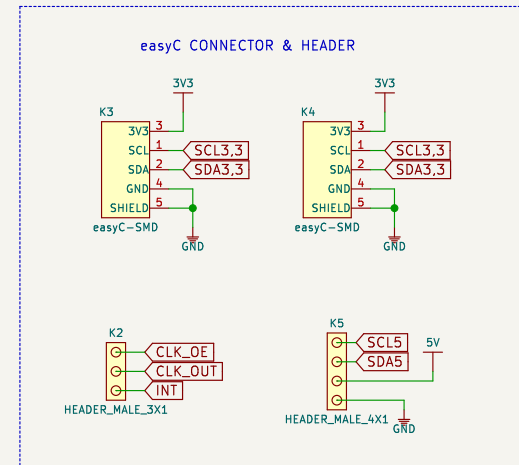 easyC CONNECTOR & HEADER
3V3
3V3
K3
K4
3V3 3
3V3 3
SCL 1 SCL3,3
SCL 1 SCL3,3
SDA 2 SDA3,3
SDA 2 SDA3,3
GND 4
GND 4
SHIELD 5
SHIELD 5
easyC-SMD
easyC-SMD
GND
GND
K2
K5
CLK_OE
CLK_OUT
INT
HEADER_MALE_3X1
SCL5
SDA5
5V
HEADER_MALE_4X1
GND